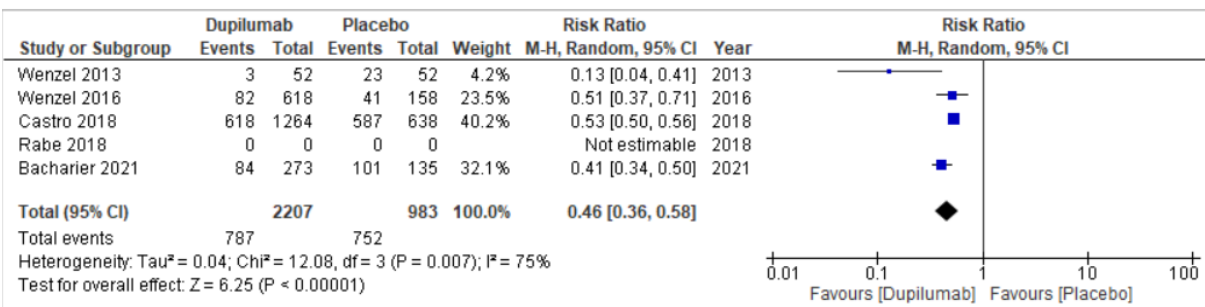 Dupilumab Placebo Risk Ratio Risk Ratio
Study or Subgroup Events Total Events Total Weight M-H, Random, 95% CI Year M-H, Random, 95% CI
Wenzel 2013 3 52 23 52 4.2% 0.13 [0.04, 0.41] 2013
Wenzel 2016 82 618 41 158 23.5% 0.51 [0.37, 0.71] 2016
Castro 2018 618 1264 587 638 40.2% 0.53 [0.50, 0.56] 2018
Rabe 2018 0 0 0 0 Not estimable 2018
Bacharier 2021 84 273 101 135 32.1% 0.41 [0.34, 0.50] 2021
Total (95% CI) 2207 983 100.0% 0.46 [0.36, 0.58]
Total events 787 752
Heterogeneity: Tau² = 0.04; Chi² = 12.08, df = 3 (P = 0.007); I² = 75%
Test for overall effect: Z = 6.25 (P < 0.00001)
0.01 0.1 1 10 100
Favours [Dupilumab] Favours [Placebo]